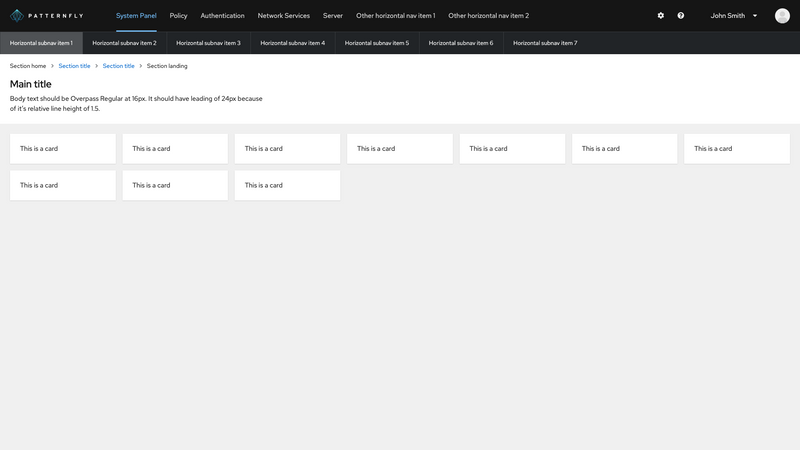 PATTERNFLY System Panel Policy Authentication Network Services Server Other horizontal nav item 1 Other horizontal nav item 2 John Smith
Horizontal subnav item 1 Horizontal subnav item 2 Horizontal subnav item 3 Horizontal subnav item 4 Horizontal subnav item 5 Horizontal subnav item 6 Horizontal subnav item 7
Section home > Section title > Section title > Section landing
Main title
Body text should be Overpass Regular at 16px. It should have leading of 24px because
of it's relative line height of 1.5.
This is a card This is a card This is a card This is a card This is a card This is a card This is a card
This is a card This is a card This is a card